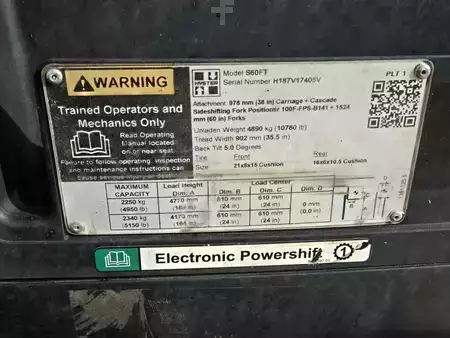 WARNING
Trained Operators and
Mechanics Only
Read Operating
Manual located
on or near seat.
Failure to follow operating, inspection
and maintenance instructions can cause
HYSTER
Model S60FT
Serial Number H187V17405V
PLT 1
Attachment: 978 mm (38 in) Carriage + Cascade
Sideshifting Fork Positioner 100F-FPS-B141 + 1524
mm (60 in) Forks
Unladen Weight 4890 kg (10780 lb)
Tread Width 902 mm (35.5 in)
Back Tilt 5.0 Degrees
Tire
Front
21x8x15 Cushion
Rear
16x6x10.5 Cushion
MAXIMUM
CAPACITY
Load Height
Dim. A
Load Center
Dim. B Dim. C Dim. D
2250 kg 4770 mm 610 mm 610 mm 0 mm
(4950 lb) (24 in) (24 in) (0.0 in)
2340 kg 4170 mm 610 mm 610 mm
(5150 lb) (164 in) (24 in) (24 in)
Electronic Powershift 1